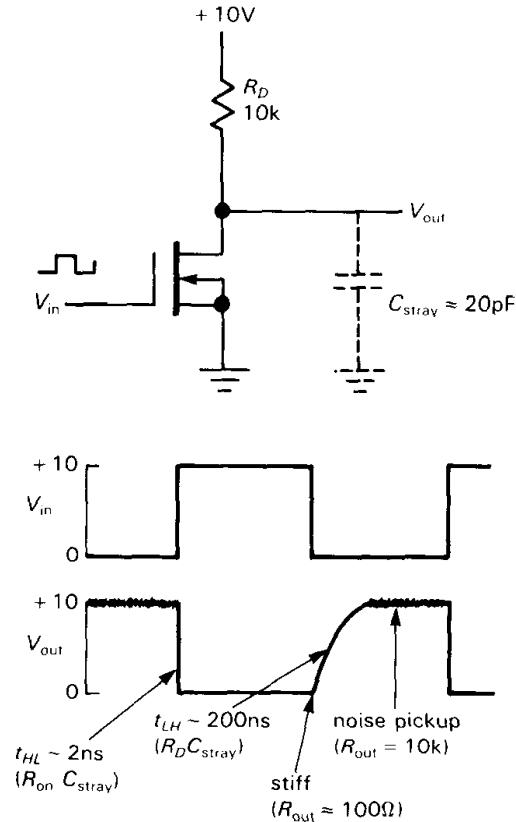 + 10V
R_D
10k
V_out
V_in
C_stray ≈ 20pF
+ 10
V_in
0
+ 10
V_out
0
t_HL ~ 2ns
(R_on C_stray)
t_LH ~ 200ns
(R_D C_stray)
stiff
(R_out ≈ 100Ω)
noise pickup
(R_out = 10k)